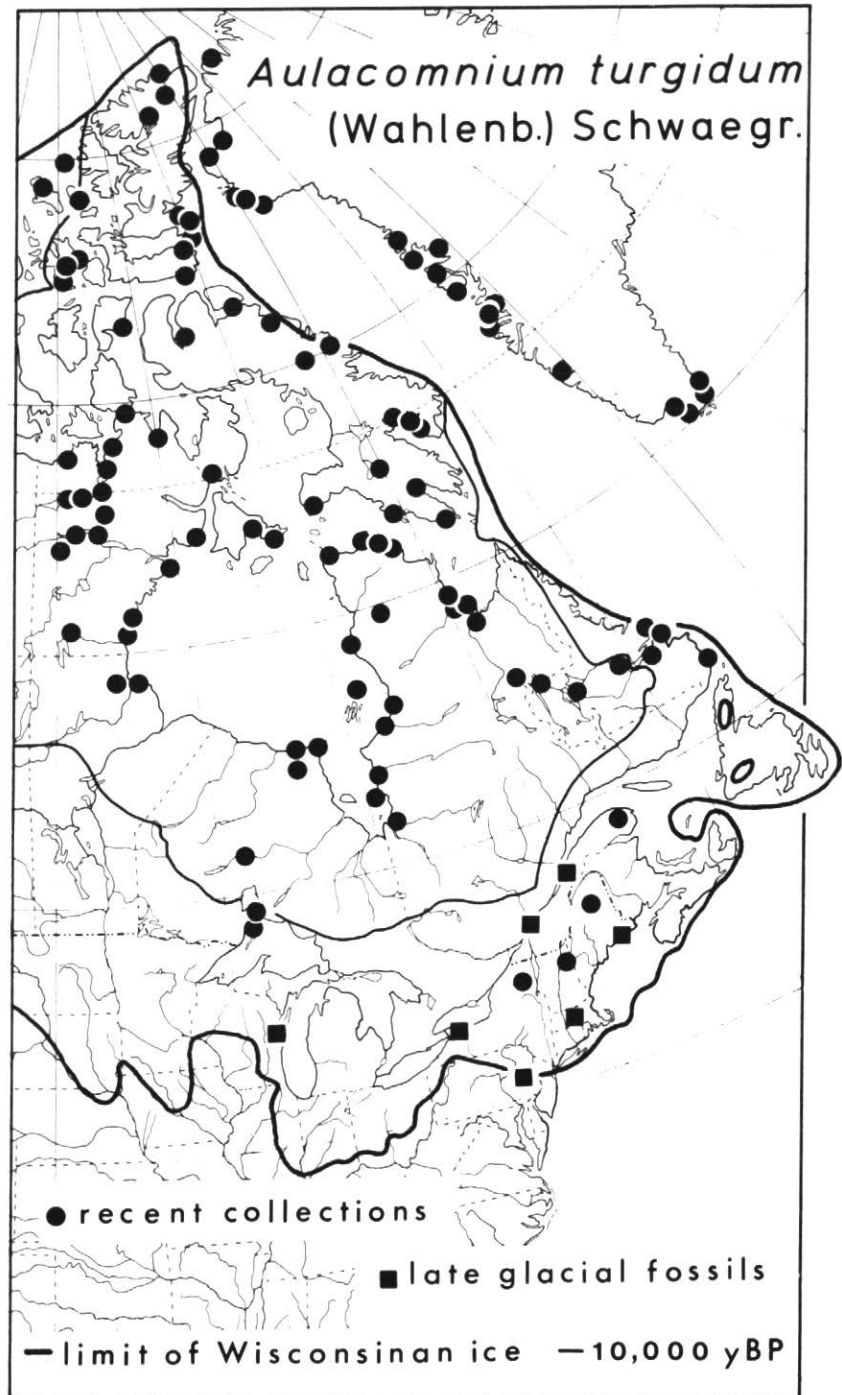 Aulacomnium turgidum
(Wahlenb.) Schwaegr.
recent collections
late glacial fossils
limit of Wisconsinan ice —10,000 yBP